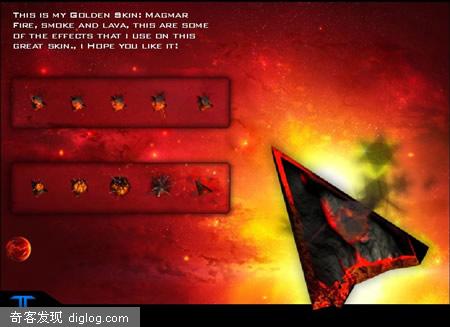 This is my Golden Skin: Magmar
Fire, smoke and lava, this are some
of the effects that i use on this
great skin., i Hope you like it!
奇客发现 diglog.com